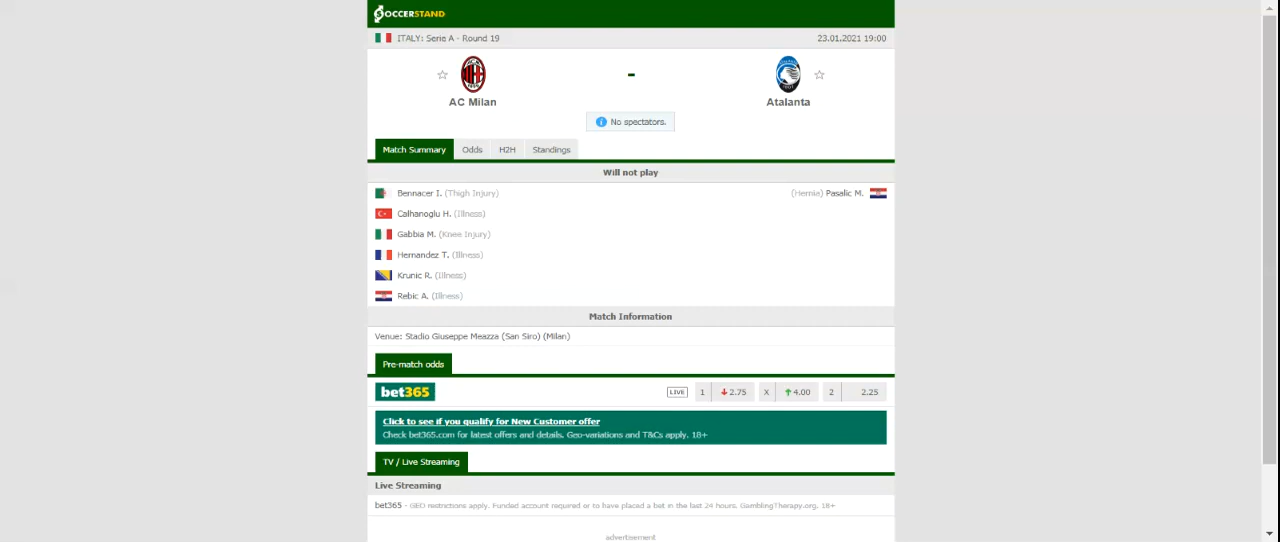 SOCCERSTAND
ITALY: Serie A - Round 19 23.01.2021 19:00
-
AC Milan Atalanta
No spectators.
Match Summary Odds H2H Standings
Will not play
Bennacer I. (Thigh Injury) (Hernia) Pasalic M.
Calhanoglu H. (Illness)
Gabbia M. (Knee Injury)
Hernandez T. (Illness)
Krunic R. (Illness)
Rebic A. (Illness)
Match Information
Venue: Stadio Giuseppe Meazza (San Siro) (Milan)
Pre-match odds
bet365 LIVE 1 2.75 X 4.00 2 2.25
Click to see if you qualify for New Customer offer
Check bet365.com for latest offers and details. Geo-variations and T&Cs apply. 18+
TV / Live Streaming
Live Streaming
bet365 - GEO restrictions apply. Funded account required or to have placed a bet in the last 24 hours. GamblingTherapy.org. 18+
advertisement